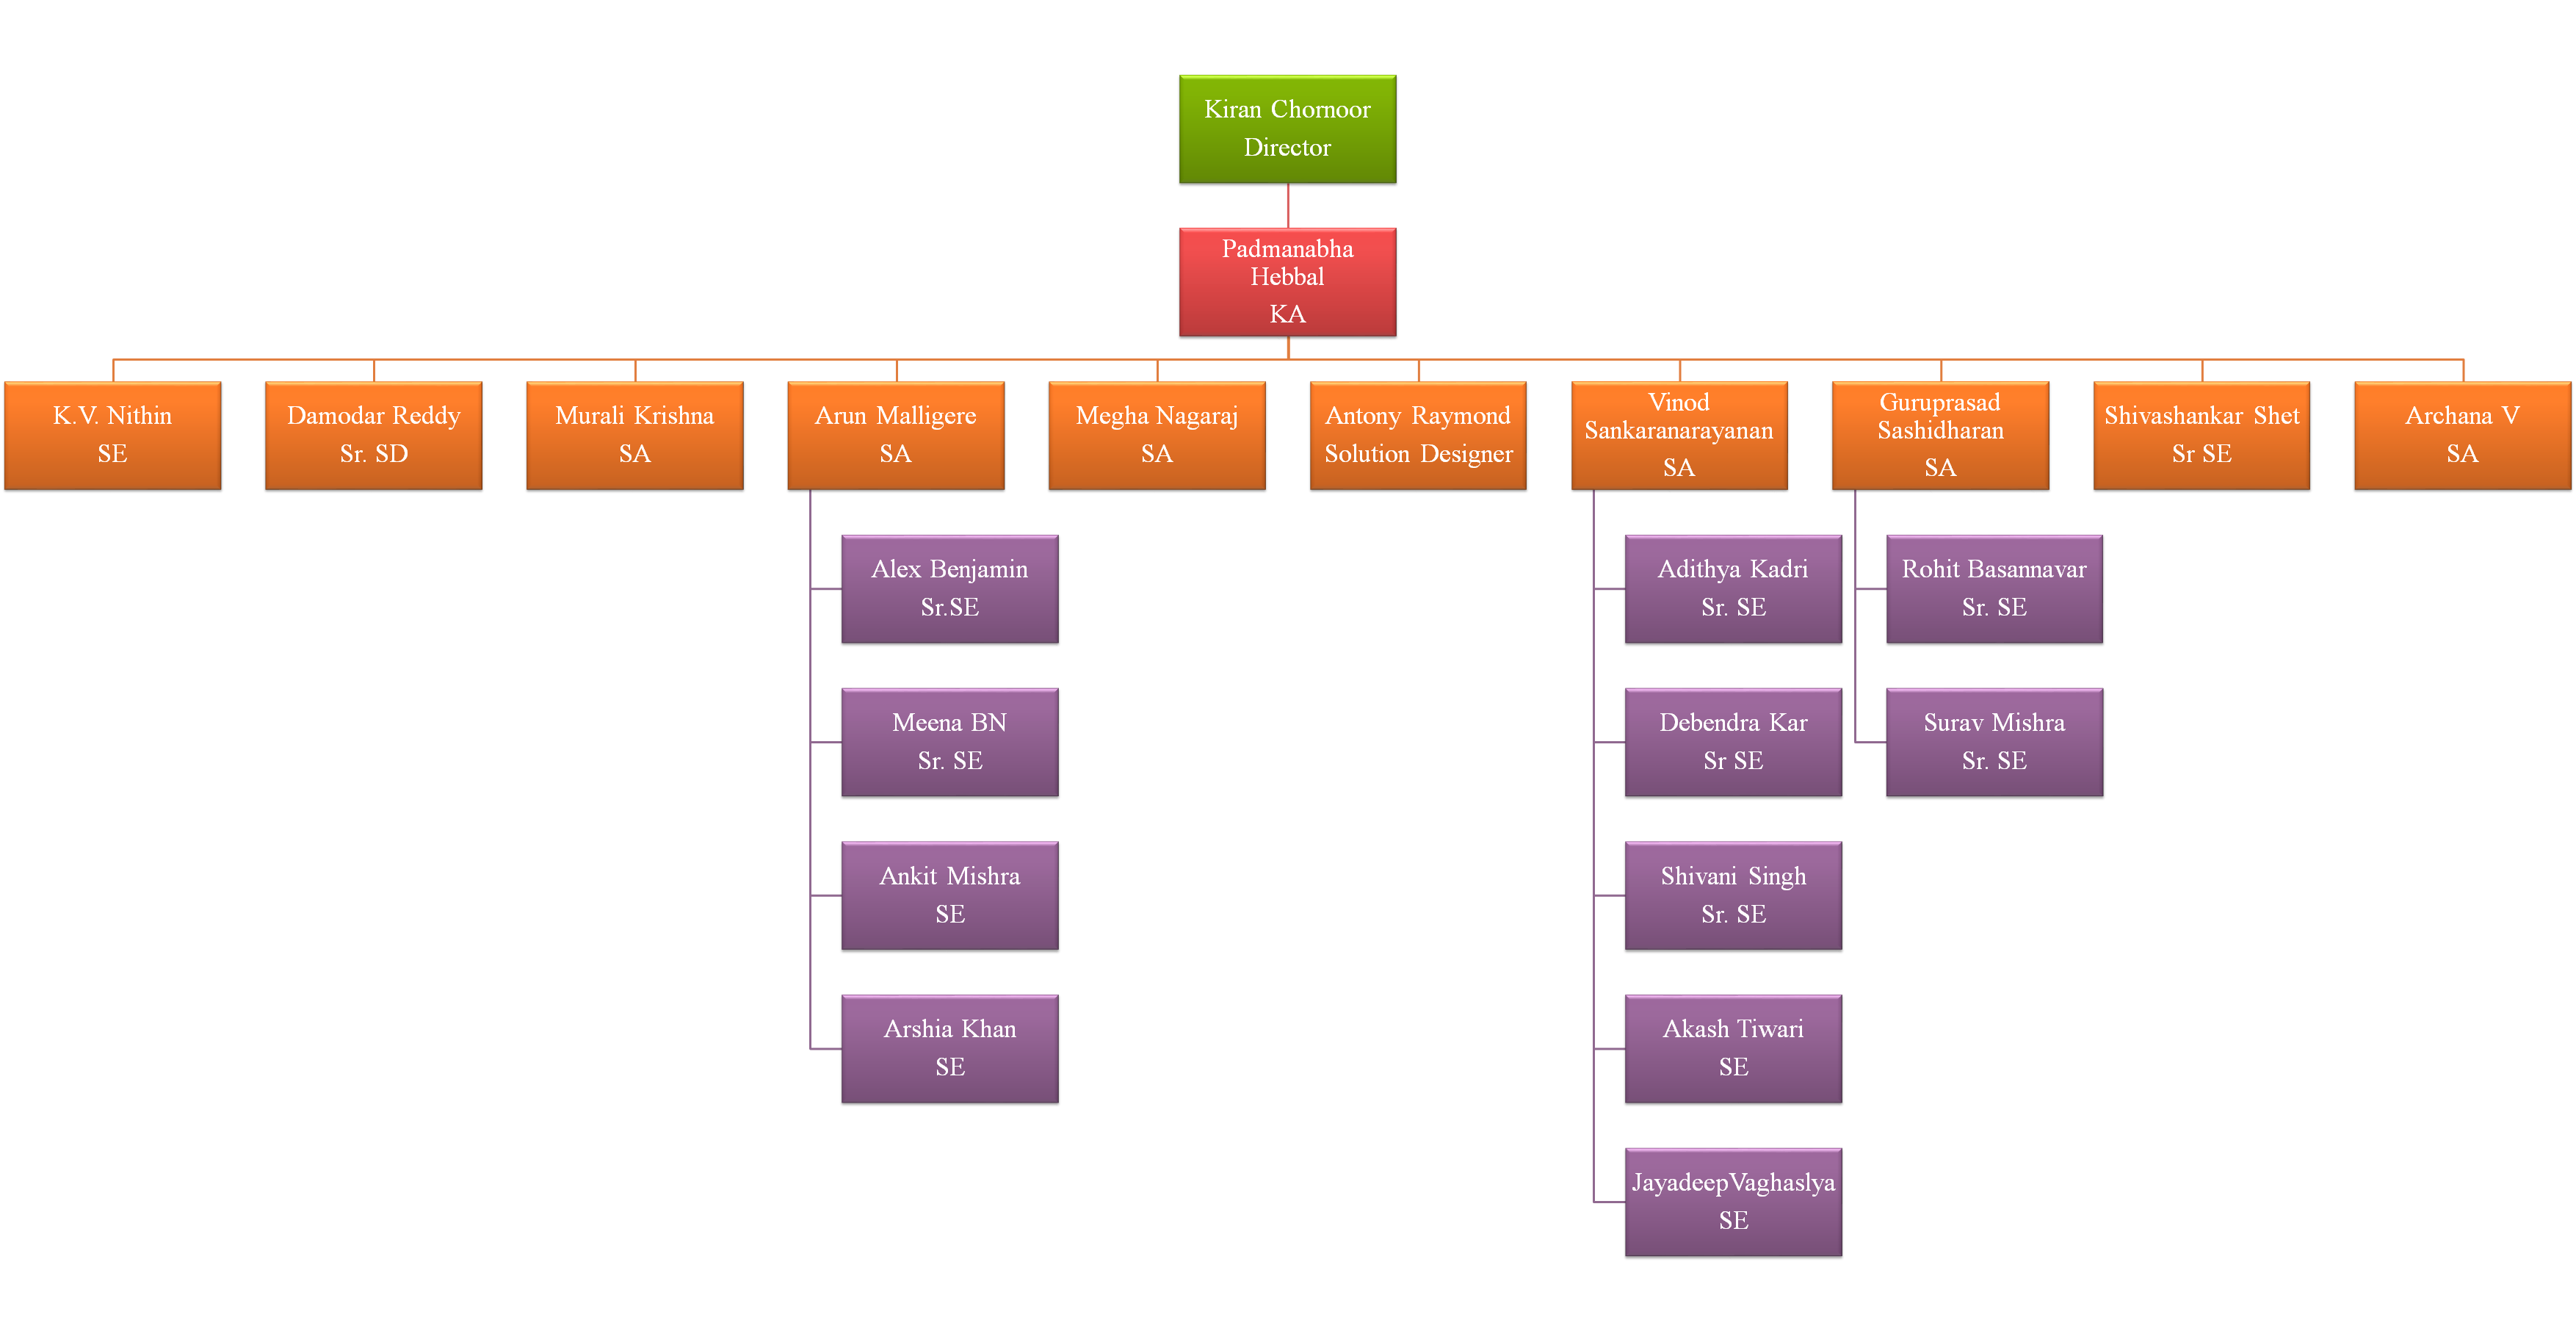 Kiran Chornoor
Director
Padmanabha
Hebbal
KA
K.V. Nithin
SE
Damodar Reddy
Sr. SD
Murali Krishna
SA
Arun Malligere
SA
Megha Nagaraj
SA
Antony Raymond
Solution Designer
Vinod
Sankaranarayanan
SA
Guruprasad
Sashidharan
SA
Shivashankar Shet
Sr SE
Archana V
SA
Alex Benjamin
Sr.SE
Meena BN
Sr. SE
Ankit Mishra
SE
Arshia Khan
SE
Adithya Kadri
Sr. SE
Debendra Kar
Sr SE
Shivani Singh
Sr. SE
Akash Tiwari
SE
JayadeepVaghaslya
SE
Rohit Basannavar
Sr. SE
Surav Mishra
Sr. SE